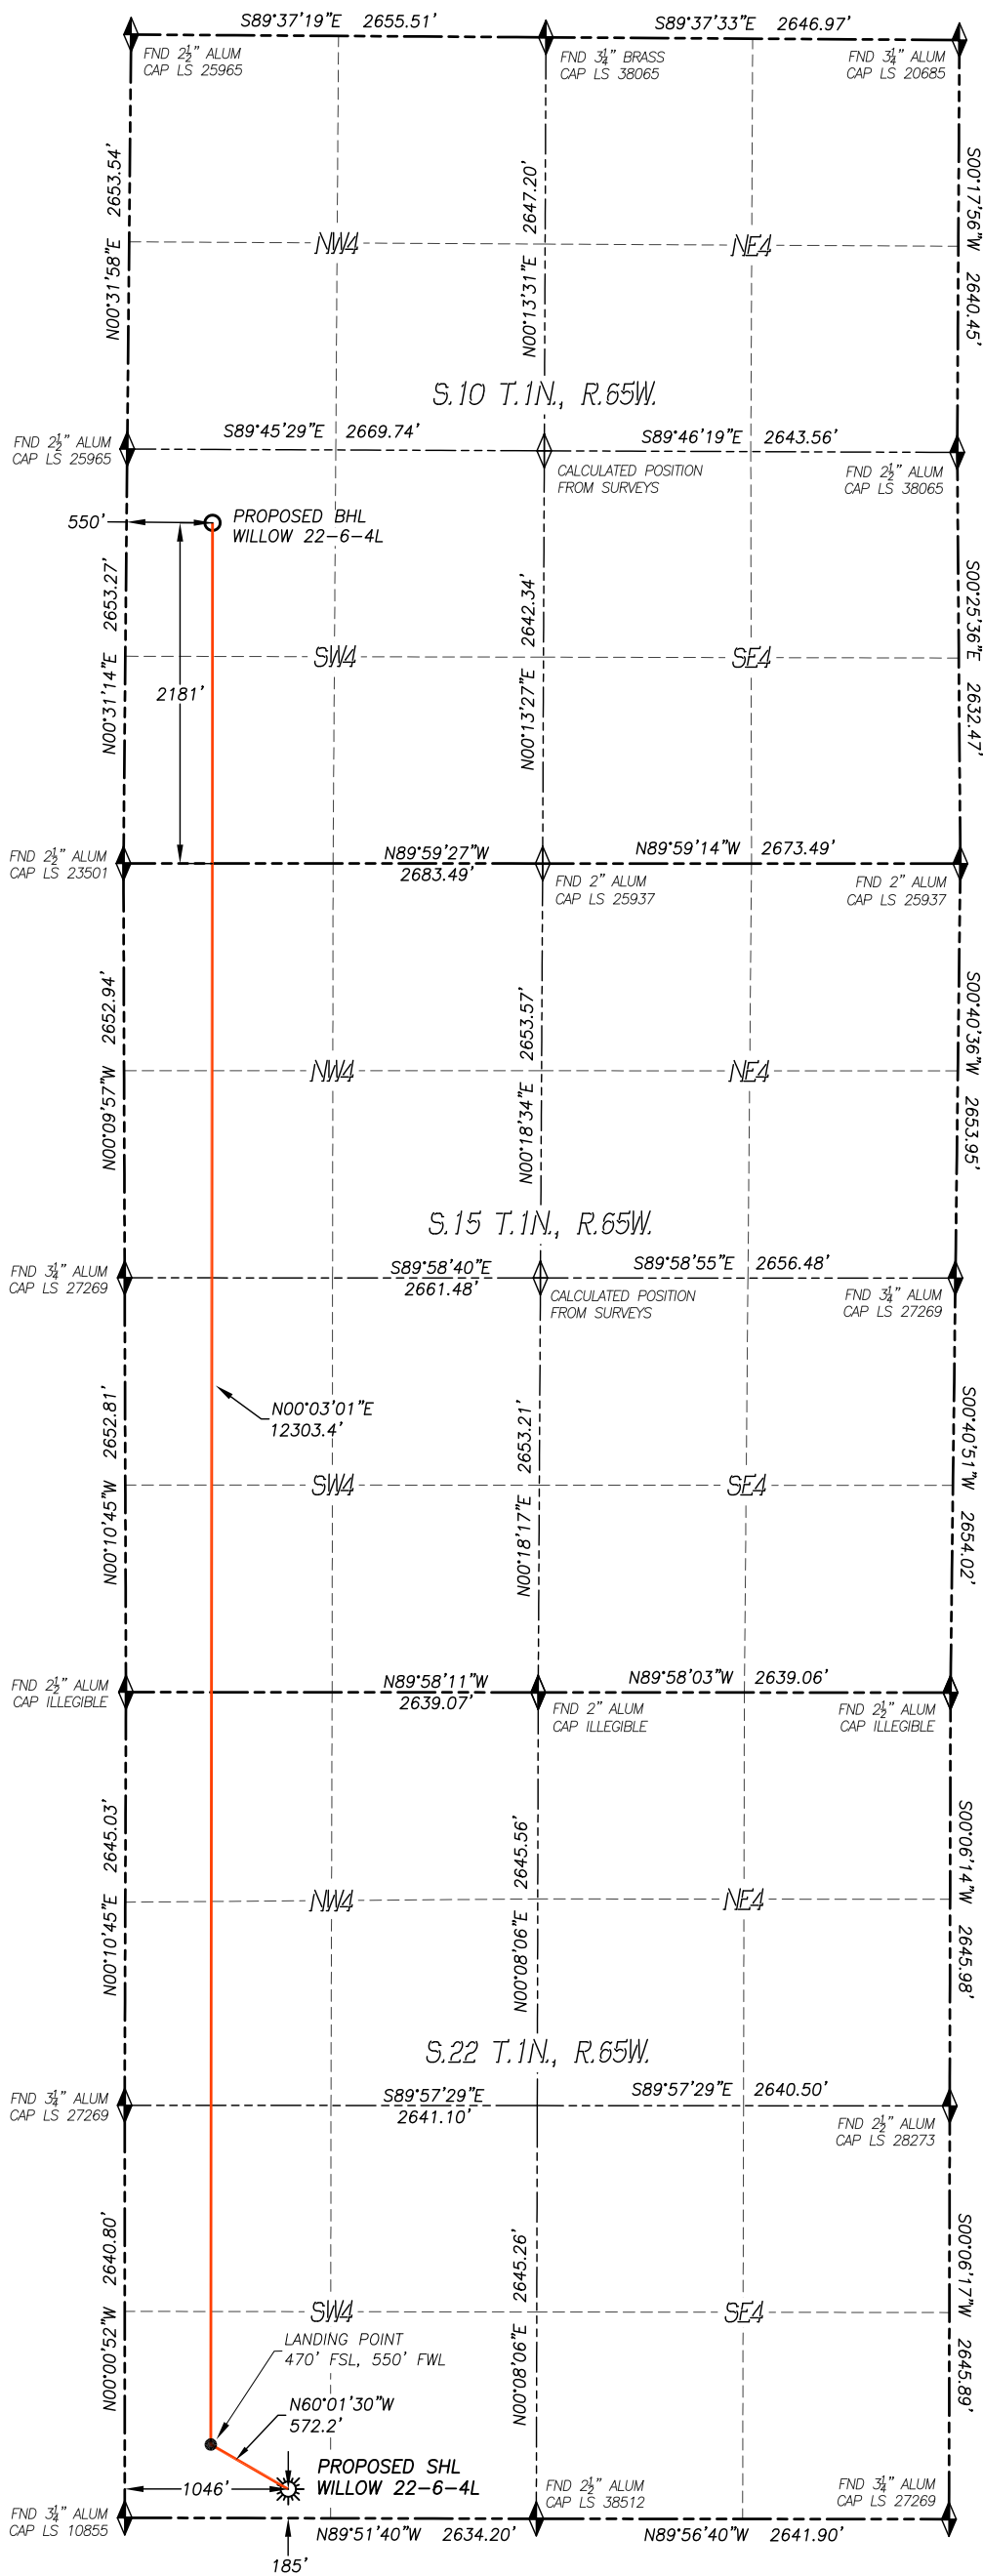 S89°37'19"E 2655.51'
S89°37'33"E 2646.97'
FND 2½" ALUM
CAP LS 25965
FND 3¼" BRASS
CAP LS 38065
FND 3¼" ALUM
CAP LS 20685
N00°31'58"E 2653.54'
N00°13'31"E 2647.20'
S00°17'56"W 2640.45'
NW4
NE4
S.10 T.1N., R.65W.
S89°45'29"E 2669.74'
S89°46'19"E 2643.56'
FND 2½" ALUM
CAP LS 25965
CALCULATED POSITION
FROM SURVEYS
FND 2½" ALUM
CAP LS 38065
550'
PROPOSED BHL
WILLOW 22-6-4L
N00°31'14"E 2653.27'
N00°13'27"E 2642.34'
S00°25'36"E 2632.47'
SW4
SE4
2181'
FND 2½" ALUM
CAP LS 23501
N89°59'27"W
2683.49'
N89°59'14"W 2673.49'
FND 2" ALUM
CAP LS 25937
FND 2" ALUM
CAP LS 25937
N00°09'57"W 2652.94'
N00°18'34"E 2653.57'
S00°40'36"W 2653.95'
NW4
NE4
S.15 T.1N., R.65W.
FND 3¼" ALUM
CAP LS 27269
S89°58'40"E
2661.48'
S89°58'55"E 2656.48'
CALCULATED POSITION
FROM SURVEYS
FND 3¼" ALUM
CAP LS 27269
N00°03'01"E
12303.4'
N00°10'45"W 2652.81'
N00°18'17"E 2653.21'
S00°40'51"W 2654.02'
SW4
SE4
FND 2½" ALUM
CAP ILLEGIBLE
N89°58'11"W
2639.07'
N89°58'03"W 2639.06'
FND 2" ALUM
CAP ILLEGIBLE
FND 2½" ALUM
CAP ILLEGIBLE
N00°10'45"E 2645.03'
N00°08'06"E 2645.56'
S00°06'14"W 2645.98'
NW4
NE4
S.22 T.1N., R.65W.
FND 3¼" ALUM
CAP LS 27269
S89°57'29"E
2641.10'
S89°57'29"E 2640.50'
FND 2½" ALUM
CAP LS 28273
N00°00'52"W 2640.80'
N00°08'06"E 2645.26'
S00°06'17"W 2645.89'
SW4
SE4
LANDING POINT
470' FSL, 550' FWL
N60°01'30"W
572.2'
PROPOSED SHL
WILLOW 22-6-4L
1046'
FND 3¼" ALUM
CAP LS 10855
FND 2½" ALUM
CAP LS 38512
FND 3¼" ALUM
CAP LS 27269
N89°51'40"W 2634.20'
N89°56'40"W 2641.90'
185'